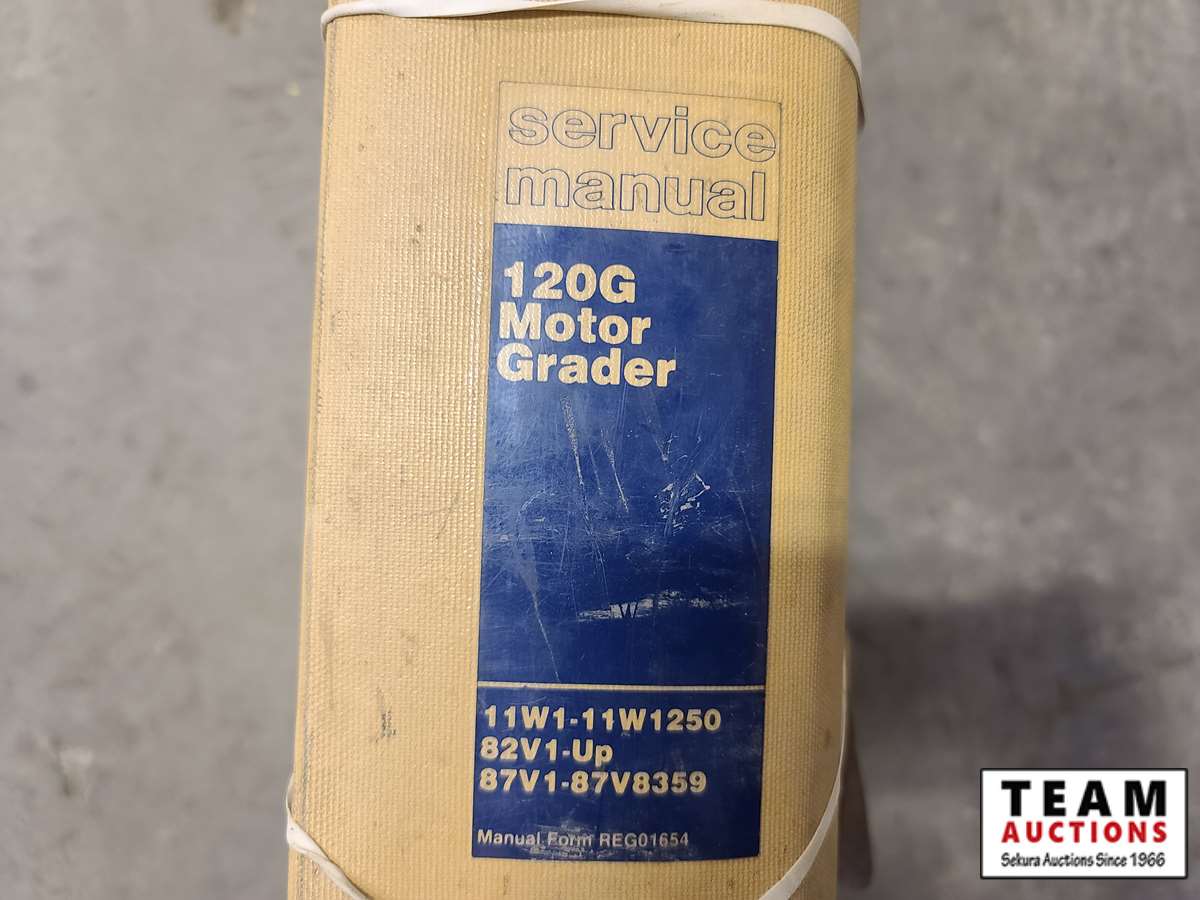 service
manual
120G
Motor
Grader
11W1-11W1250
82V1-Up
87V1-87V8359
Manual Form REG01654
TEAM
AUCTIONS
Sekura Auctions Since 1966